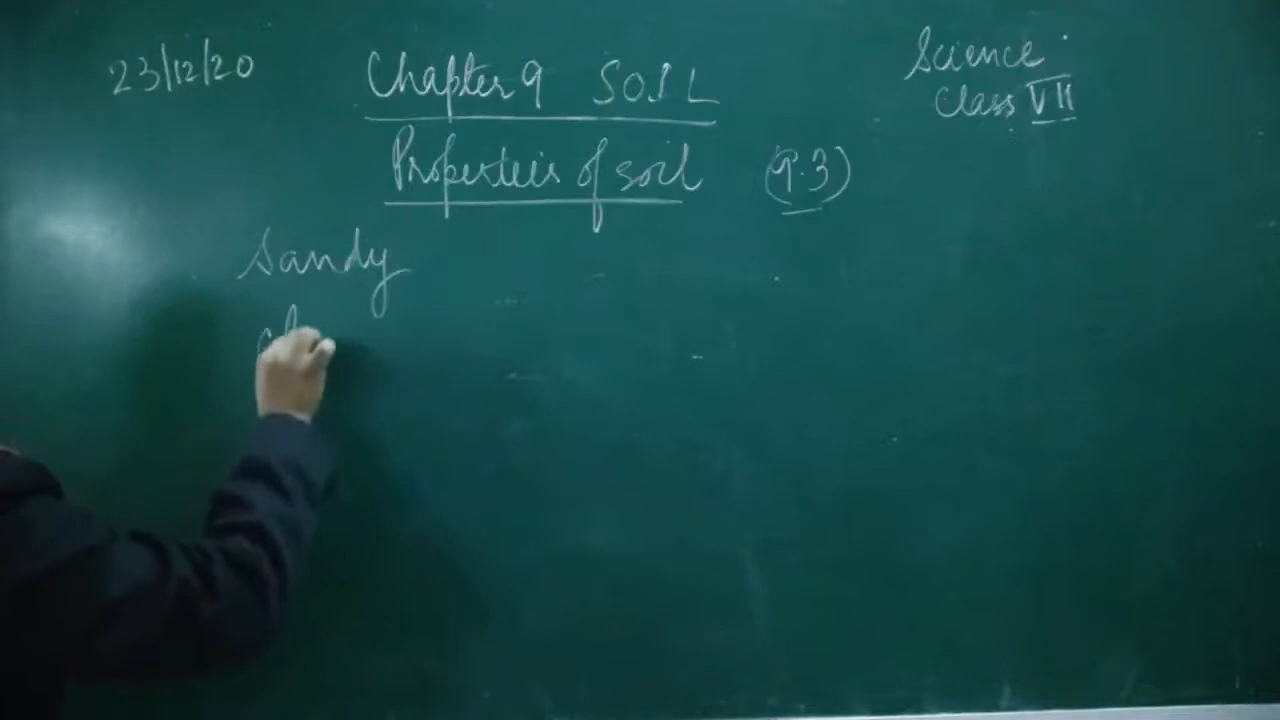 23/12/20
Chapter 9 SOIL
Science
Class VII
Properties of soil (9.3)
Sandy